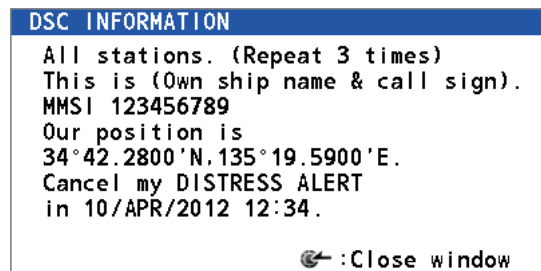 DSC INFORMATION
All stations. (Repeat 3 times)
This is (Own ship name & call sign).
MMSI 123456789
Our position is
34°42.2800'N,135°19.5900'E.
Cancel my DISTRESS ALERT
in 10/APR/2012 12:34.
:Close window